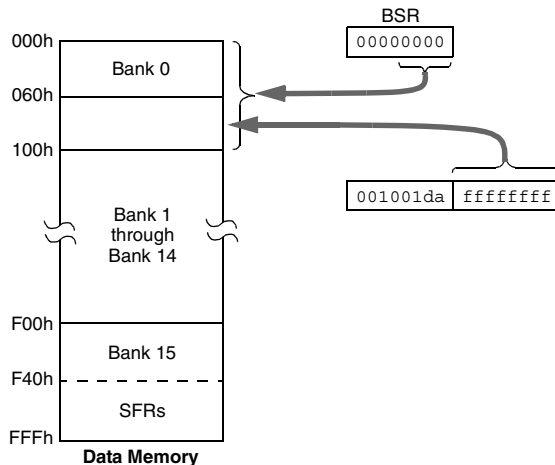 BSR
000h
00000000
Bank 0
060h
100h
001001da ffffffff
Bank 1
through
Bank 14
F00h
Bank 15
F40h
SFRs
FFFh
Data Memory